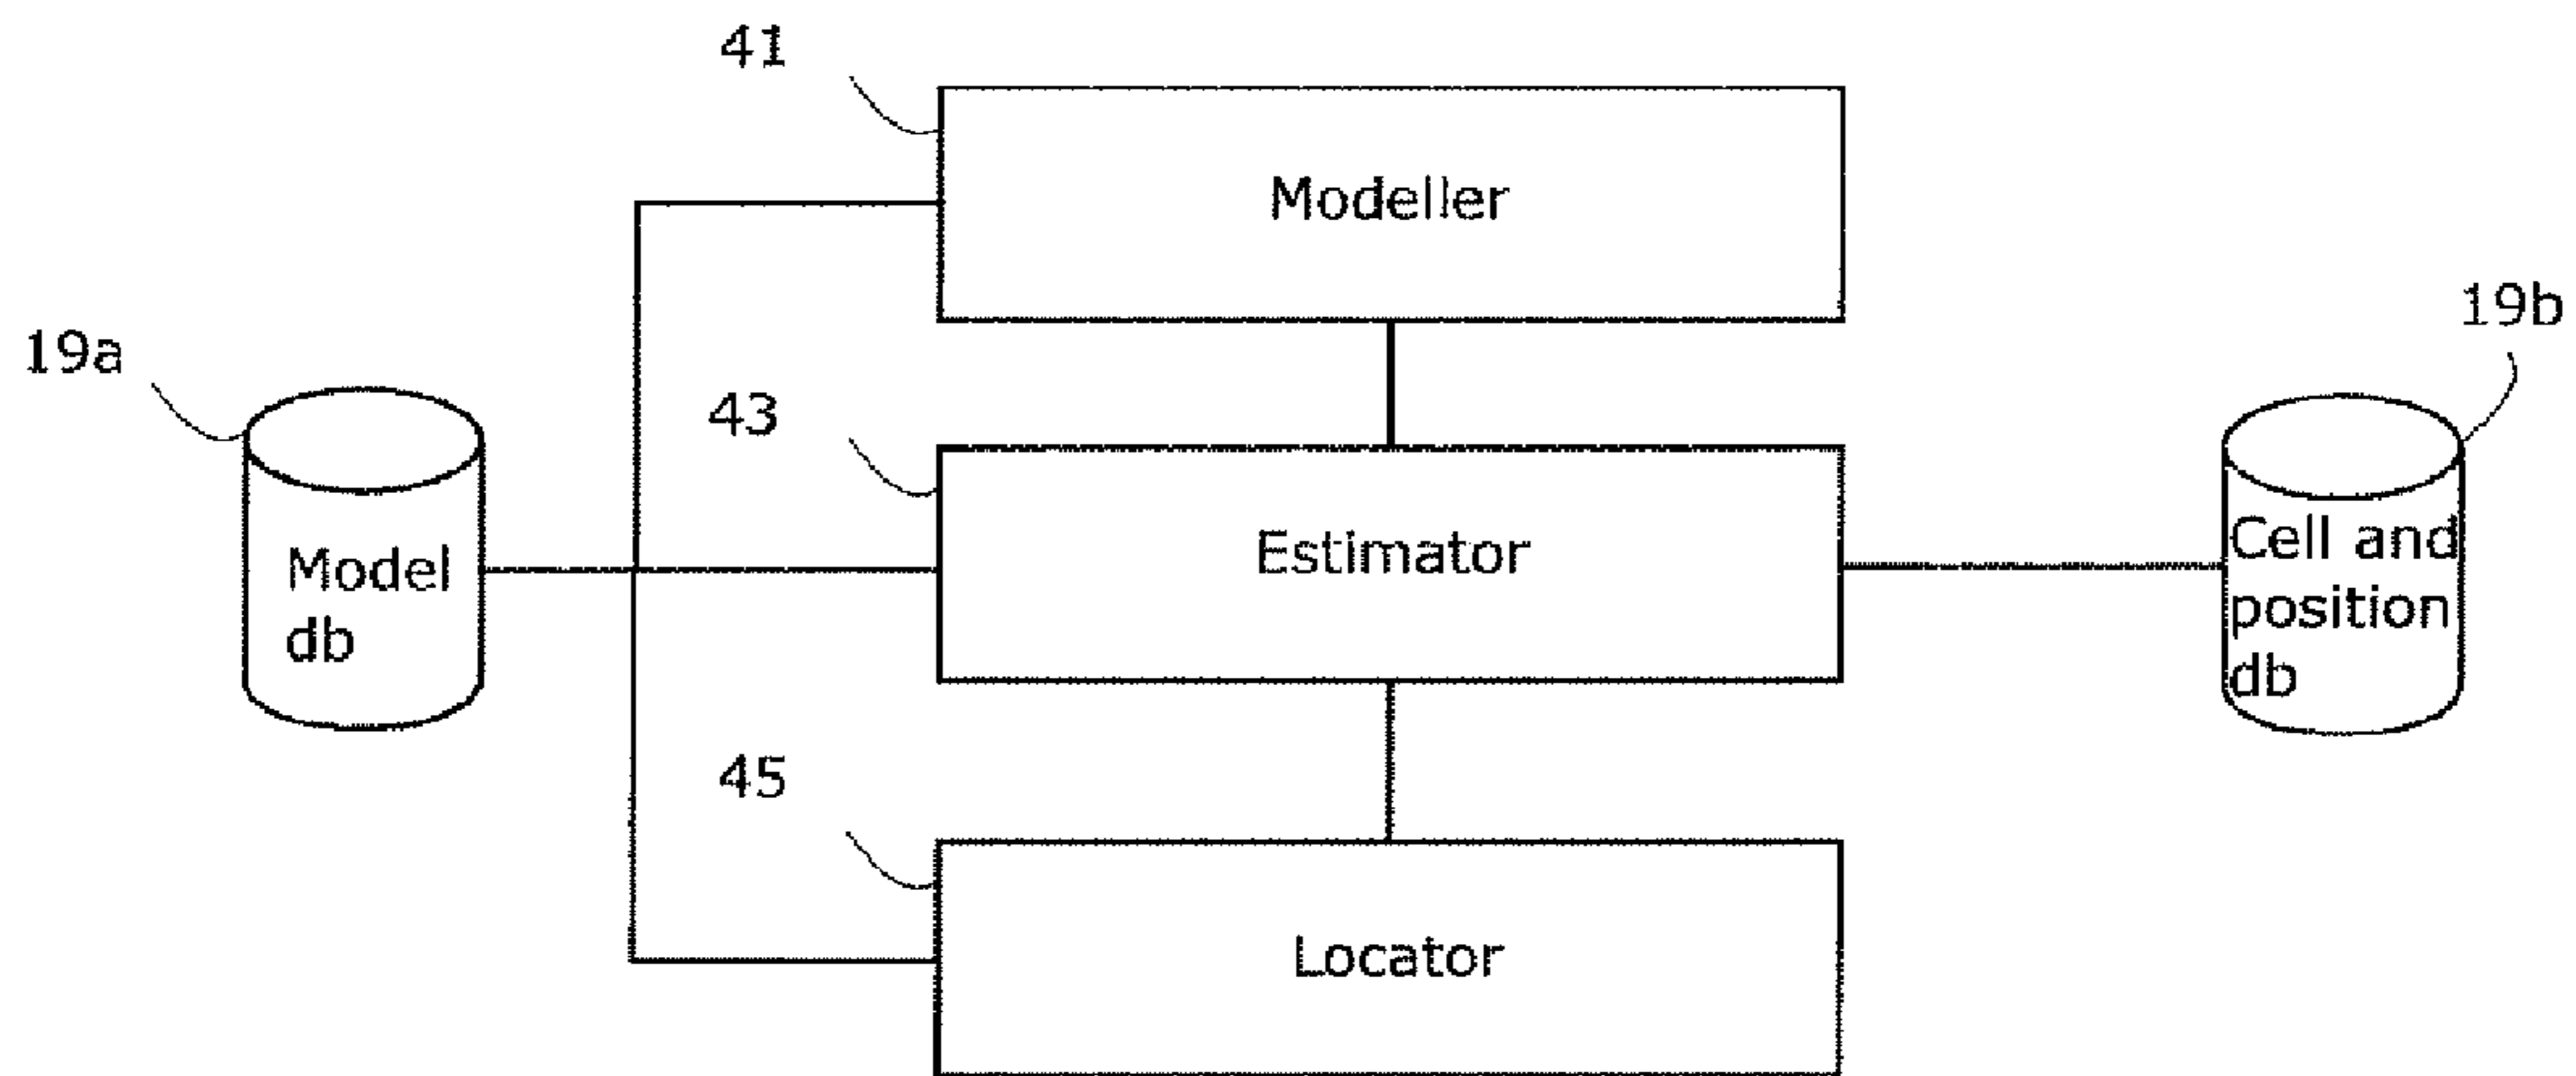 41
Modeller
19b
19a
43
Estimator
Model
db
Cell and
position
db
45
Locator